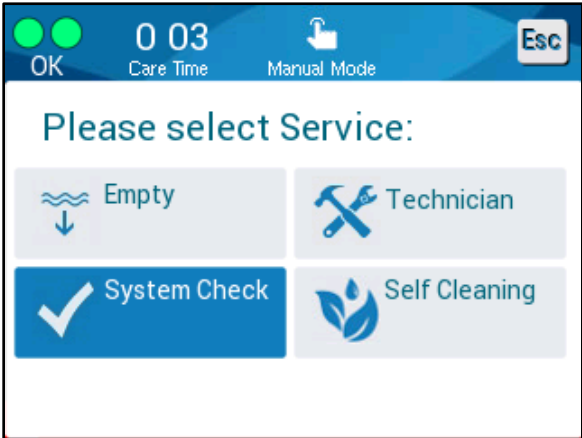 0 03
Esc
OK
Care Time
Manual Mode
Please select Service:
Empty
Technician
System Check
Self Cleaning